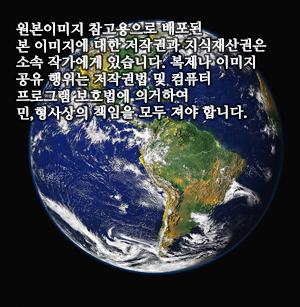 원본이미지 참고용으로 배포된
본 이미지에 대한 저작권과 지식재산권은
소속 작가에게 있습니다. 복제나 이미지
공유 행위는 저작권법 및 컴퓨터
프로그램 보호법에 의거하여
민,형사상의 책임을 모두 져야 합니다.